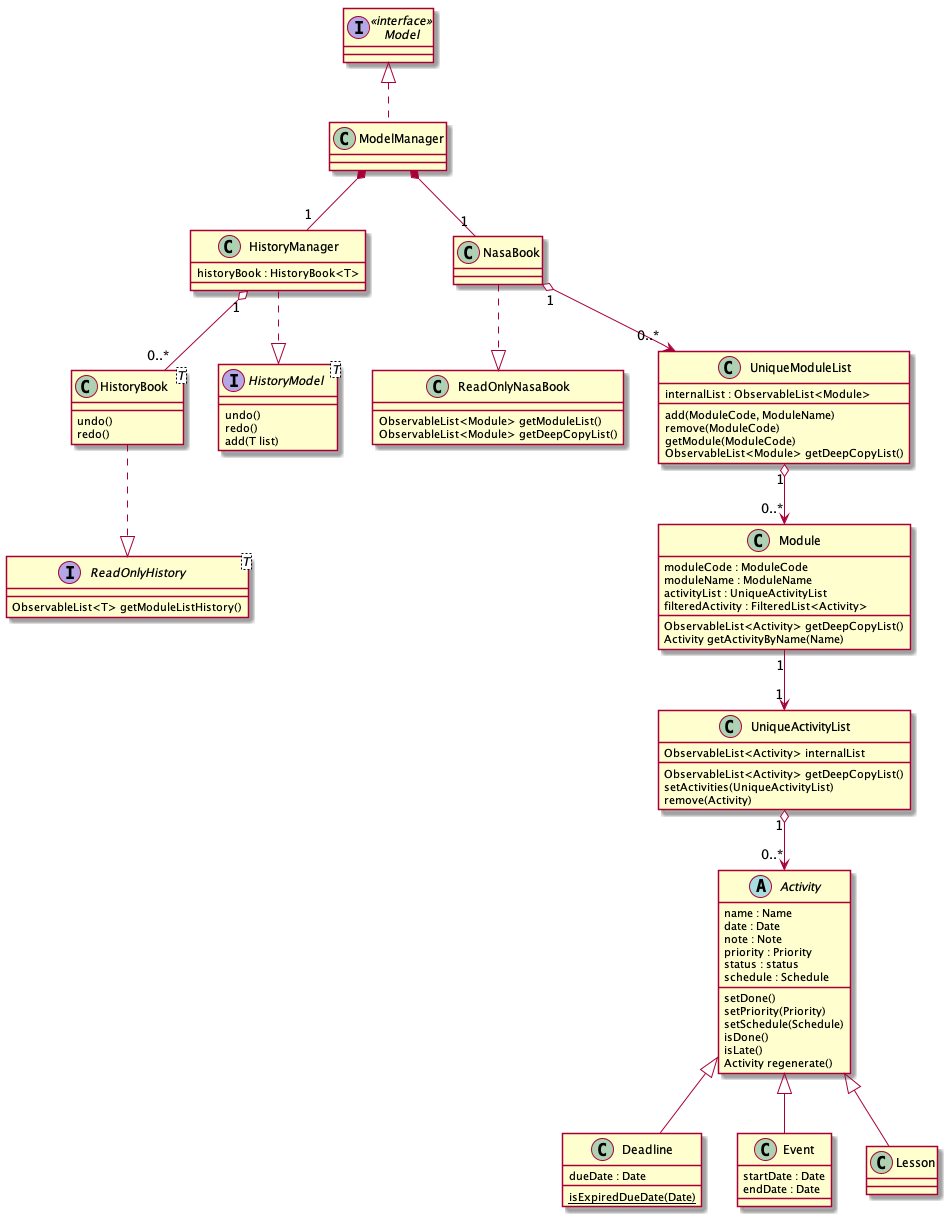 I «interface»
Model
C ModelManager
1
1
C HistoryManager
historyBook : HistoryBook<T>
C NasaBook
1
1
0..*
0..*
C HistoryBook T
undo()
redo()
I HistoryModel T
undo()
redo()
add(T list)
C ReadOnlyNasaBook
ObservableList<Module> getModuleList()
ObservableList<Module> getDeepCopyList()
C UniqueModuleList
internalList : ObservableList<Module>
add(ModuleCode, ModuleName)
remove(ModuleCode)
getModule(ModuleCode)
ObservableList<Module> getDeepCopyList()
1
0..*
I ReadOnlyHistory T
ObservableList<T> getModuleListHistory()
C Module
moduleCode : ModuleCode
moduleName : ModuleName
activityList : UniqueActivityList
filteredActivity : FilteredList<Activity>
ObservableList<Activity> getDeepCopyList()
Activity getActivityByName(Name)
1
1
C UniqueActivityList
ObservableList<Activity> internalList
ObservableList<Activity> getDeepCopyList()
setActivities(UniqueActivityList)
remove(Activity)
1
0..*
A Activity
name : Name
date : Date
note : Note
priority : Priority
status : status
schedule : Schedule
setDone()
setPriority(Priority)
setSchedule(Schedule)
isDone()
isLate()
Activity regenerate()
C Deadline
dueDate : Date
isExpiredDueDate(Date)
C Event
startDate : Date
endDate : Date
C Lesson